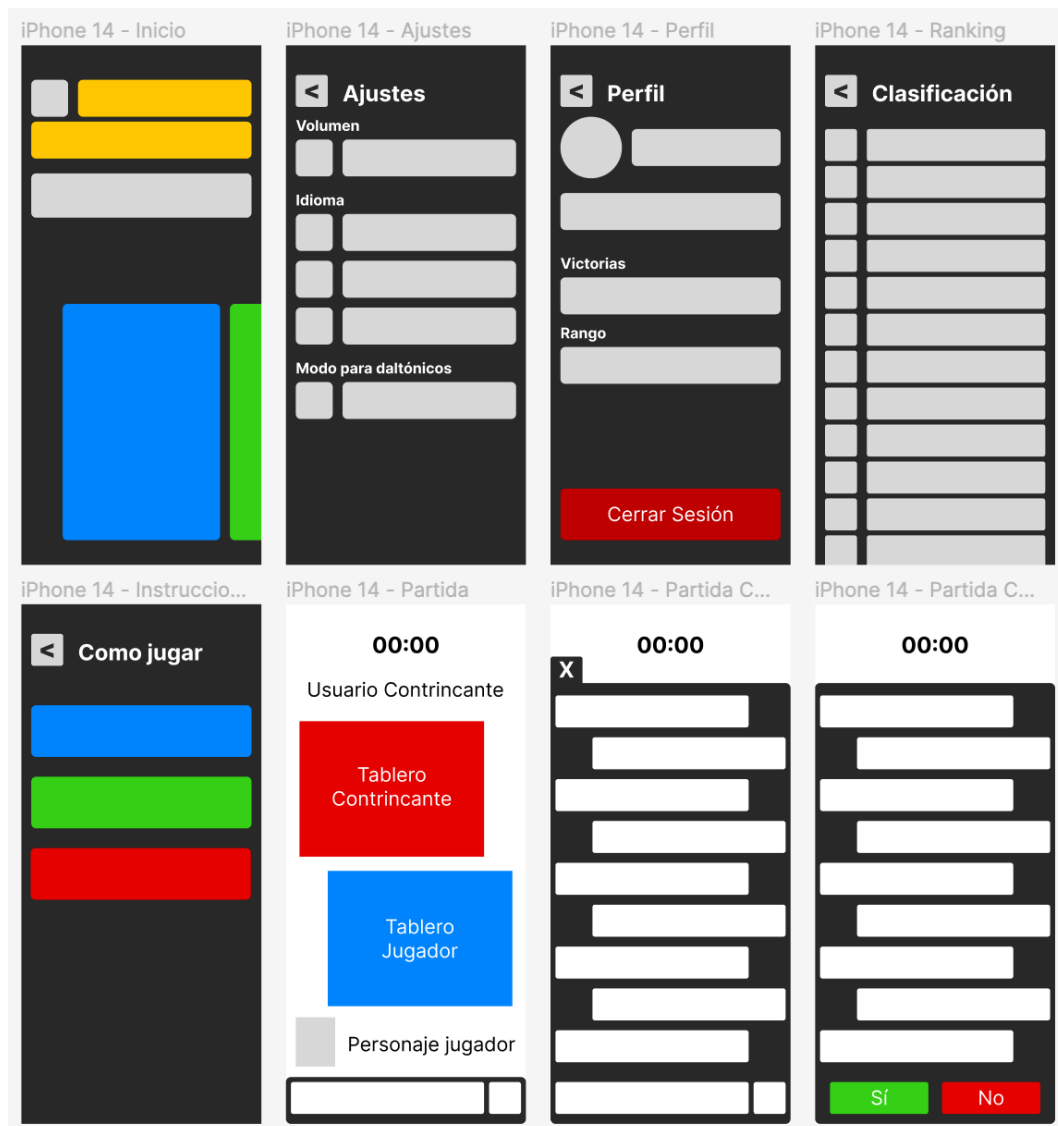 iPhone 14 - Inicio
iPhone 14 - Ajustes
iPhone 14 - Perfil
iPhone 14 - Ranking
< Ajustes
Volumen
Idioma
Modo para daltónicos
< Perfil
Victorias
Rango
Cerrar Sesión
< Clasificación
iPhone 14 - Instruccio...
iPhone 14 - Partida
iPhone 14 - Partida C...
iPhone 14 - Partida C...
< Como jugar
00:00
Usuario Contrincante
Tablero
Contrincante
Tablero
Jugador
Personaje jugador
00:00
X
00:00
Sí
No